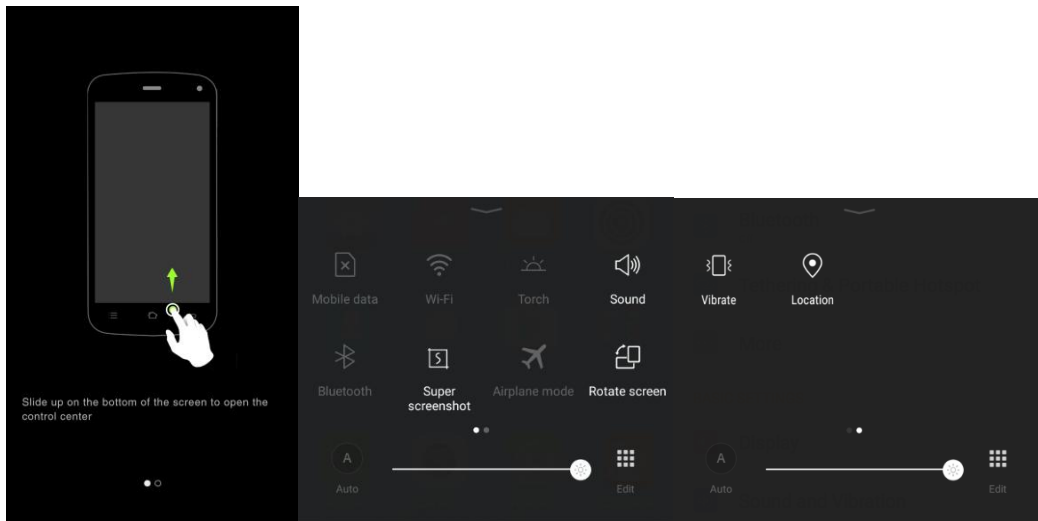 Slide up on the bottom of the screen to open the
control center
Mobile data
Wi-Fi
Torch
Sound
Bluetooth
Super
screenshot
Airplane mode
Rotate screen
A
Auto
Edit
Vibrate
Location
A
Auto
Edit